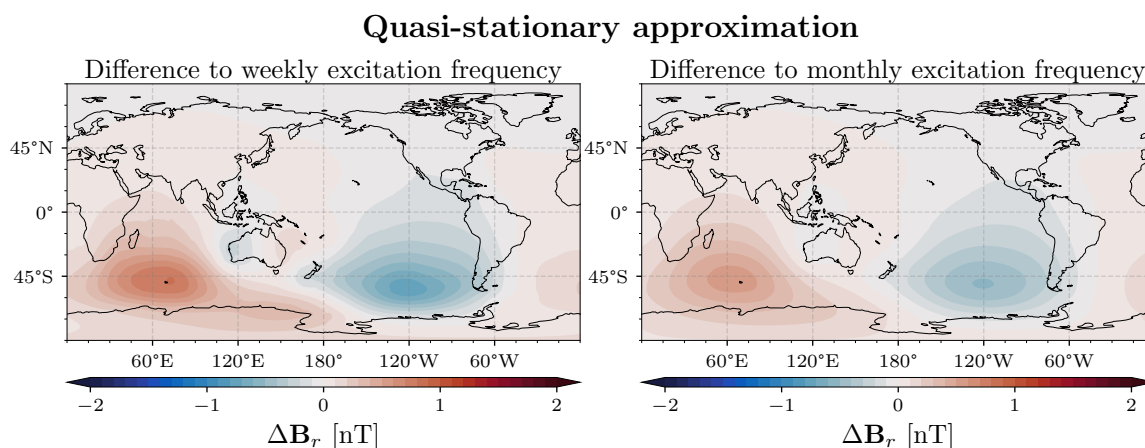 Quasi-stationary approximation
Difference to weekly excitation frequency
Difference to monthly excitation frequency
45°N
0°
45°S
60°E 120°E 180° 120°W 60°W
−2 −1 0 1 2
ΔB_r [nT]
45°N
0°
45°S
60°E 120°E 180° 120°W 60°W
−2 −1 0 1 2
ΔB_r [nT]